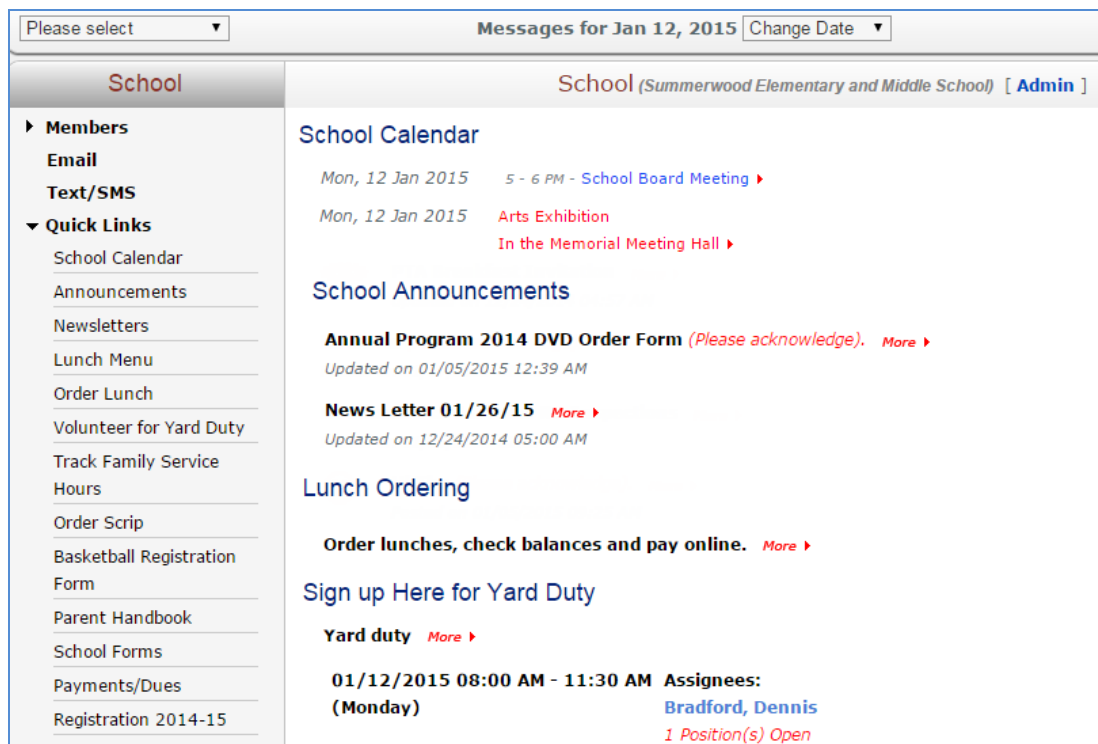 Please select
Messages for Jan 12, 2015 Change Date
School
School (Summerwood Elementary and Middle School) [ Admin ]
Members
Email
Text/SMS
Quick Links
School Calendar
Announcements
Newsletters
Lunch Menu
Order Lunch
Volunteer for Yard Duty
Track Family Service
Hours
Order Scrip
Basketball Registration
Form
Parent Handbook
School Forms
Payments/Dues
Registration 2014-15
School Calendar
Mon, 12 Jan 2015 5 - 6 PM - School Board Meeting
Mon, 12 Jan 2015 Arts Exhibition
In the Memorial Meeting Hall
School Announcements
Annual Program 2014 DVD Order Form (Please acknowledge). More
Updated on 01/05/2015 12:39 AM
News Letter 01/26/15 More
Updated on 12/24/2014 05:00 AM
Lunch Ordering
Order lunches, check balances and pay online. More
Sign up Here for Yard Duty
Yard duty More
01/12/2015 08:00 AM - 11:30 AM Assignees:
(Monday) Bradford, Dennis
1 Position(s) Open